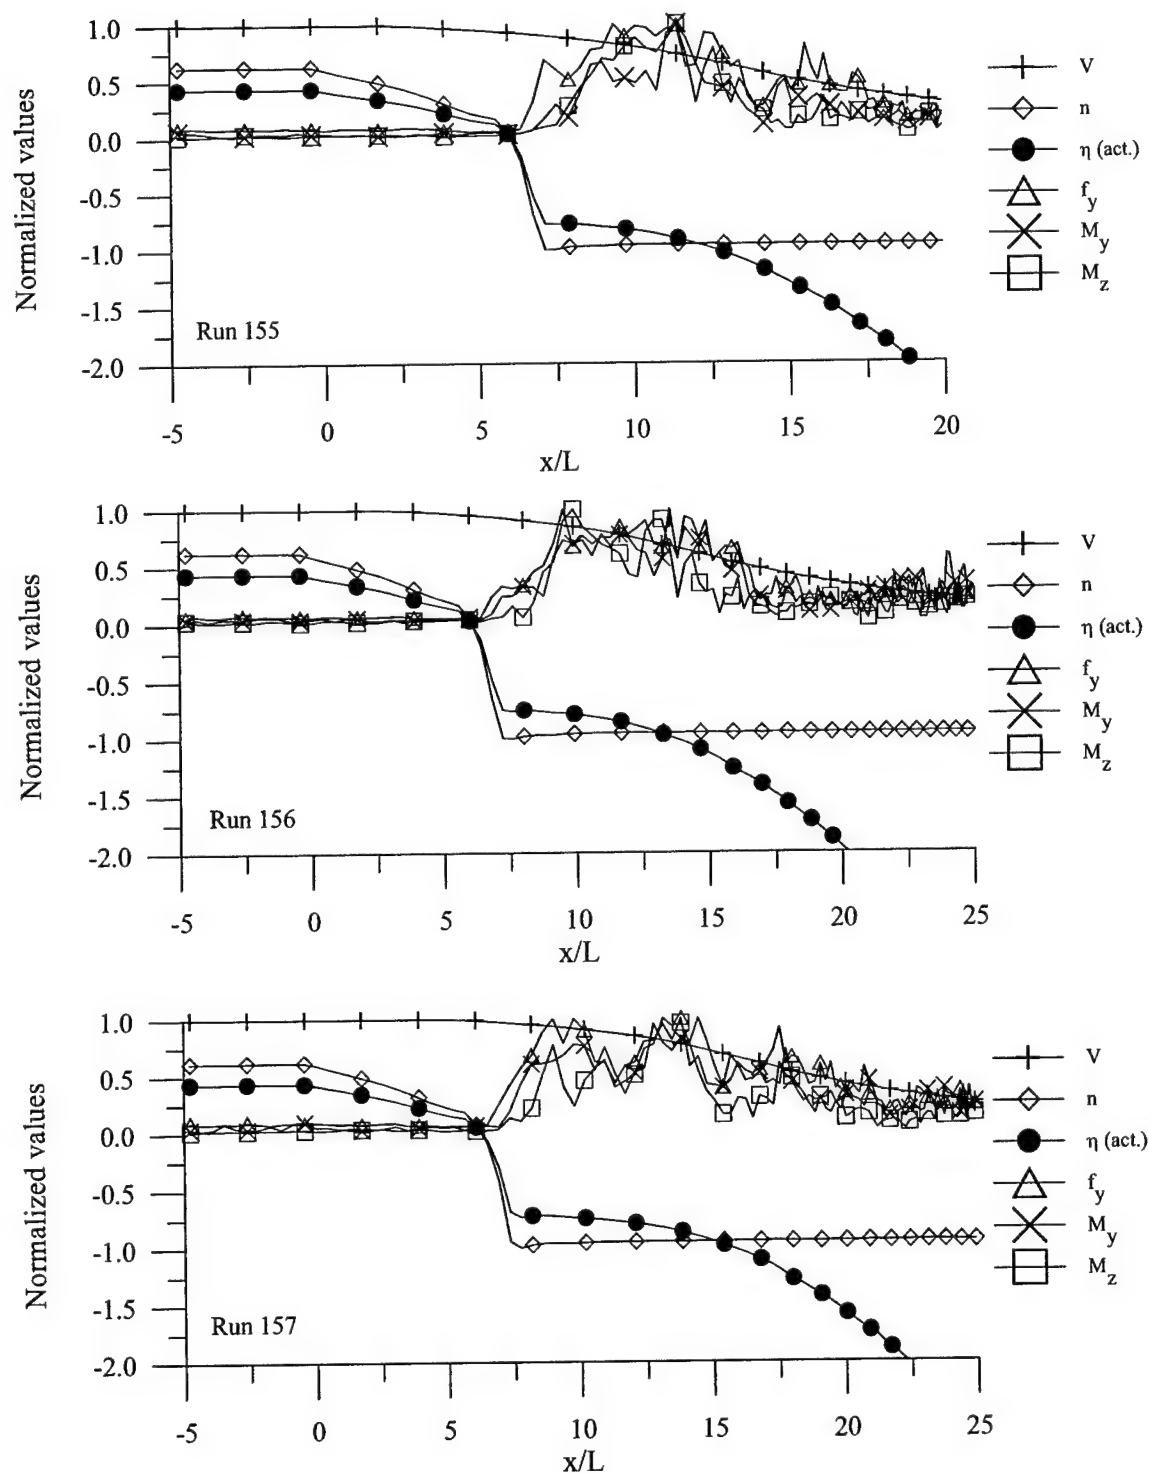 1.0
0.5
0.0
-0.5
-1.0
-1.5
-2.0
Normalized values
Run 155
-5 0 5 10 15 20
x/L
V
n
η (act.)
f_y
M_y
M_z
1.0
0.5
0.0
-0.5
-1.0
-1.5
-2.0
Normalized values
Run 156
-5 0 5 10 15 20 25
x/L
V
n
η (act.)
f_y
M_y
M_z
1.0
0.5
0.0
-0.5
-1.0
-1.5
-2.0
Normalized values
Run 157
-5 0 5 10 15 20 25
x/L
V
n
η (act.)
f_y
M_y
M_z